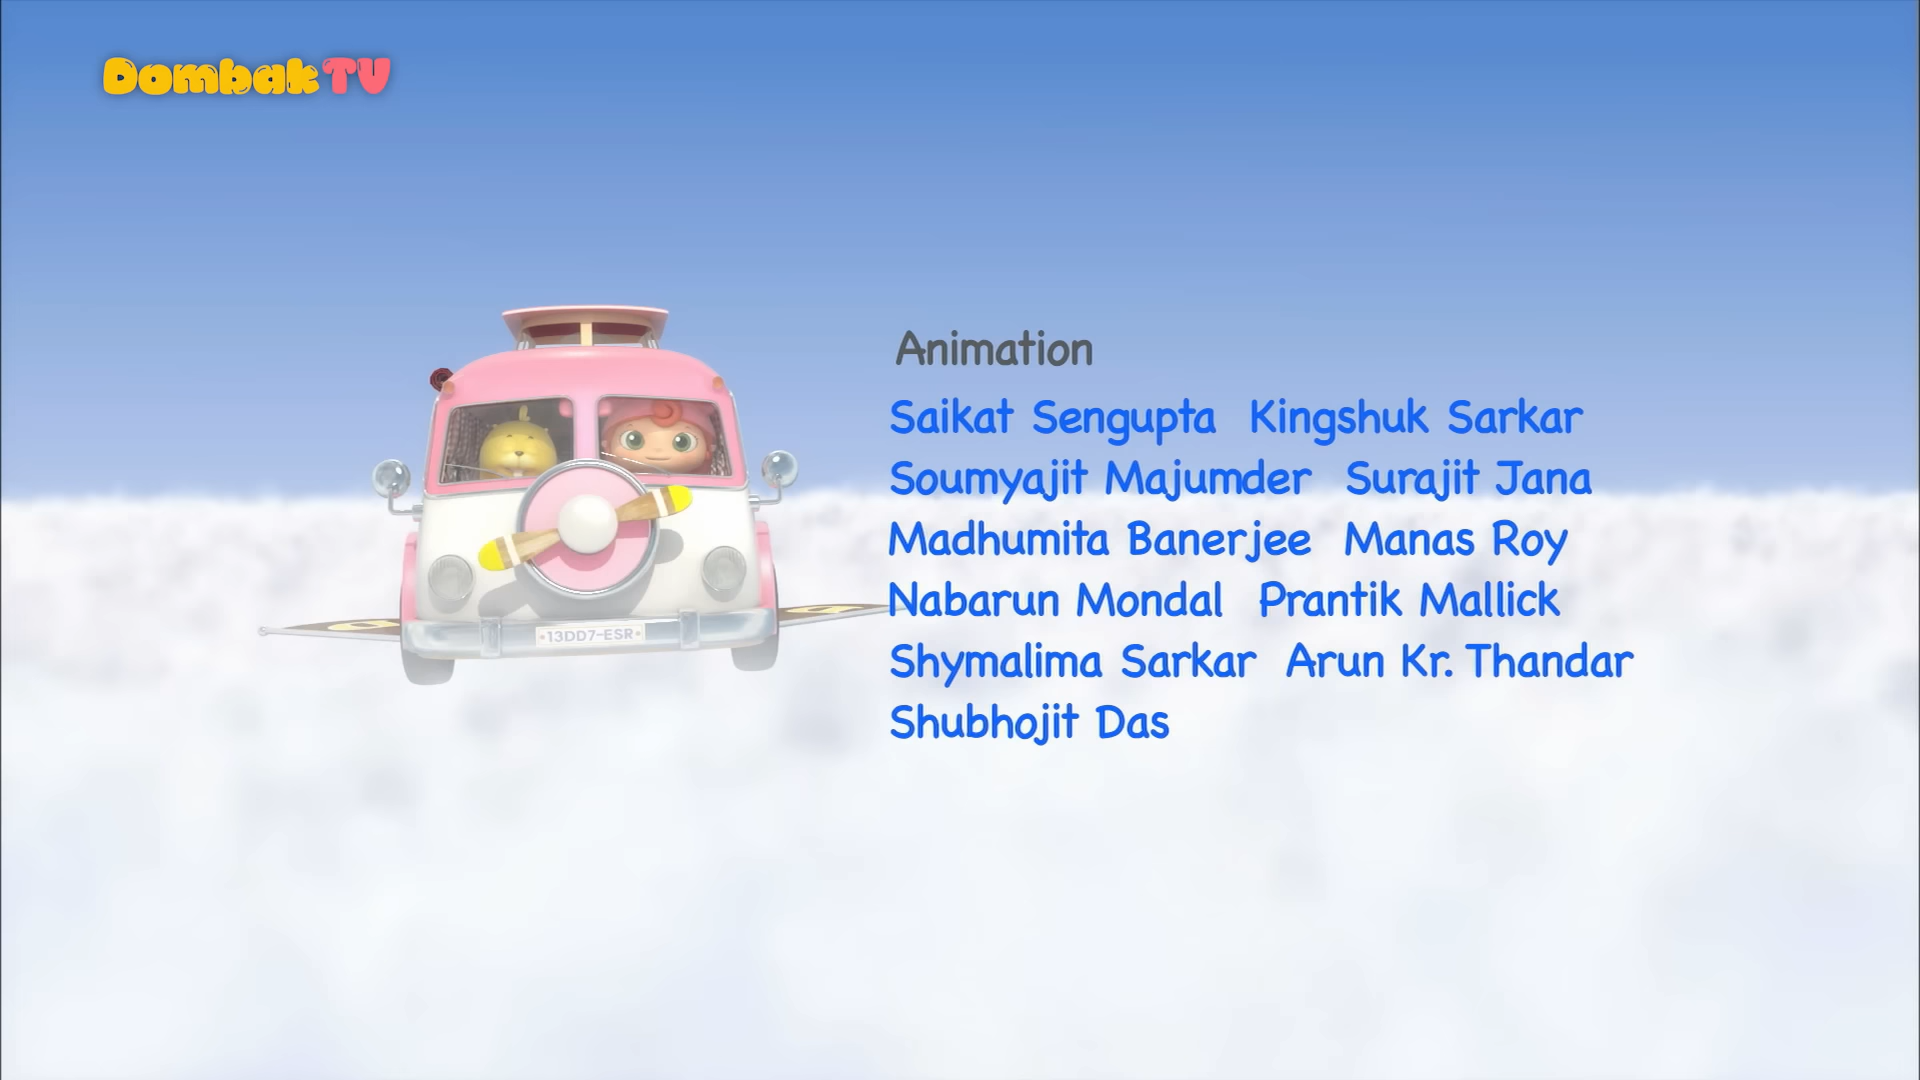 DombakTV
Animation
Saikat Sengupta Kingshuk Sarkar
Soumyajit Majumder Surajit Jana
Madhumita Banerjee Manas Roy
Nabarun Mondal Prantik Mallick
Shymalima Sarkar Arun Kr. Thandar
Shubhojit Das
13DD7-ESR